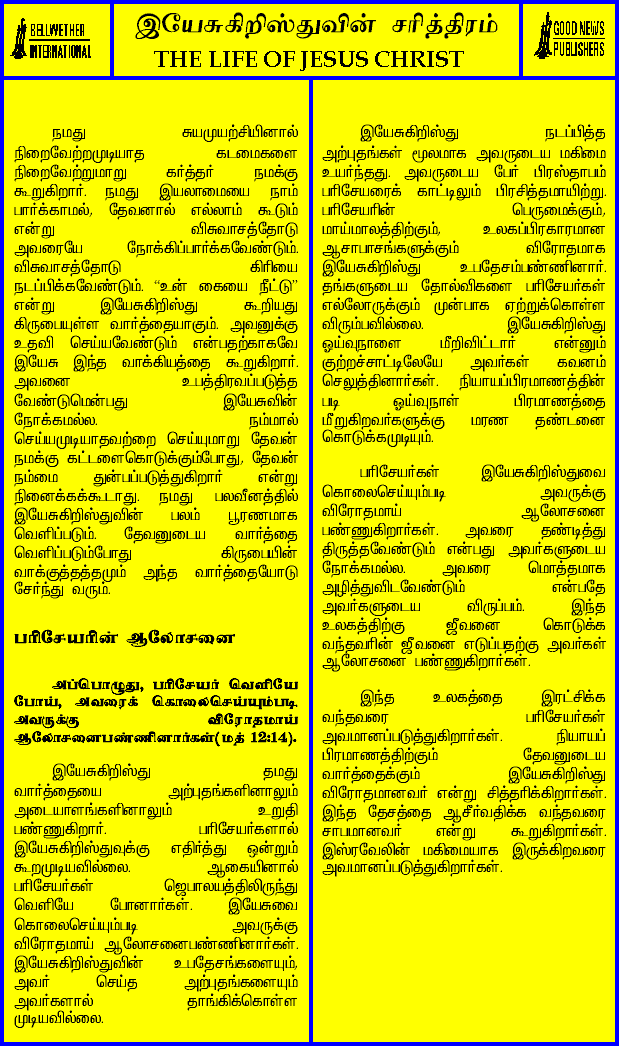 BELLWETHER
INTERNATIONAL
இயேசுகிறிஸ்துவின் சரித்திரம்
THE LIFE OF JESUS CHRIST
GOOD NEWS
PUBLISHERS
நமது சுயமுயற்சியினால்
நிறைவேற்றமுடியாத கடமைகளை
நிறைவேற்றுமாறு கர்த்தர் நமக்கு
கூறுகிறார். நமது இயலாமையை நாம்
பார்க்காமல், தேவனால் எல்லாம் கூடும்
என்று விசுவாசத்தோடு
அவரையே நோக்கிப்பார்க்கவேண்டும்.
விசுவாசத்தோடு கிரியை
நடப்பிக்கவேண்டும். “உன் கையை நீட்டு”
என்று இயேசுகிறிஸ்து கூறியது
கிருபையுள்ள வார்த்தையாகும். அவனுக்கு
உதவி செய்யவேண்டும் என்பதற்காகவே
இயேசு இந்த வாக்கியத்தை கூறுகிறார்.
அவனை உபத்திரவப்படுத்த
வேண்டுமென்பது இயேசுவின்
நோக்கமல்ல. நம்மால்
செய்யமுடியாதவற்றை செய்யுமாறு தேவன்
நமக்கு கட்டளைகொடுக்கும்போது, தேவன்
நம்மை துன்பப்படுத்துகிறார் என்று
நினைக்கக்கூடாது. நமது பலவீனத்தில்
இயேசுகிறிஸ்துவின் பலம் பூரணமாக
வெளிப்படும். தேவனுடைய வார்த்தை
வெளிப்படும்போது கிருபையின்
வாக்குத்தத்தமும் அந்த வார்த்தையோடு
சேர்ந்து வரும்.
பரிசேயரின் ஆலோசனை
அப்பொழுது, பரிசேயர் வெளியே
போய், அவரைக் கொலைசெய்யும்படி
அவருக்கு விரோதமாய்
ஆலோசனைபண்ணினார்கள்(மத் 12:14).
இயேசுகிறிஸ்து தமது
வார்த்தையை அற்புதங்களினாலும்
அடையாளங்களினாலும் உறுதி
பண்ணுகிறார். பரிசேயர்களால்
இயேசுகிறிஸ்துவுக்கு எதிர்த்து ஒன்றும்
கூறமுடியவில்லை. ஆகையினால்
பரிசேயர்கள் ஜெபாலயத்திலிருந்து
வெளியே போனார்கள். இயேசுவை
கொலைசெய்யும்படி அவருக்கு
விரோதமாய் ஆலோசனைபண்ணினார்கள்.
இயேசுகிறிஸ்துவின் உபதேசங்களையும்,
அவர் செய்த அற்புதங்களையும்
அவர்களால் தாங்கிக்கொள்ள
முடியவில்லை.
இயேசுகிறிஸ்து நடப்பித்த
அற்புதங்கள் மூலமாக அவருடைய மகிமை
உயர்ந்தது. அவருடைய பேர் பிரஸ்தாபம்
பரிசேயரைக் காட்டிலும் பிரசித்தமாயிற்று.
பரிசேயரின் பெருமைக்கும்,
மாய்மாலத்திற்கும், உலகப்பிரகாரமான
ஆசாபாசங்களுக்கும் விரோதமாக
இயேசுகிறிஸ்து உபதேசம்பண்ணினார்.
தங்களுடைய தோல்விகளை பரிசேயர்கள்
எல்லோருக்கும் முன்பாக ஏற்றுக்கொள்ள
விரும்பவில்லை. இயேசுகிறிஸ்து
ஓய்வுநாளை மீறிவிட்டார் என்னும்
குற்றச்சாட்டிலேயே அவர்கள் கவனம்
செலுத்தினார்கள். நியாயப்பிரமாணத்தின்
படி ஓய்வுநாள் பிரமாணத்தை
மீறுகிறவர்களுக்கு மரண தண்டனை
கொடுக்கமுடியும்.
பரிசேயர்கள் இயேசுகிறிஸ்துவை
கொலைசெய்யும்படி அவருக்கு
விரோதமாய் ஆலோசனை
பண்ணுகிறார்கள். அவரை தண்டித்து
திருத்தவேண்டும் என்பது அவர்களுடைய
நோக்கமல்ல. அவரை மொத்தமாக
அழித்துவிடவேண்டும் என்பதே
அவர்களுடைய விருப்பம். இந்த
உலகத்திற்கு ஜீவனை கொடுக்க
வந்தவரின் ஜீவனை எடுப்பதற்கு அவர்கள்
ஆலோசனை பண்ணுகிறார்கள்.
இந்த உலகத்தை இரட்சிக்க
வந்தவரை பரிசேயர்கள்
அவமானப்படுத்துகிறார்கள். நியாயப்
பிரமாணத்திற்கும் தேவனுடைய
வார்த்தைக்கும் இயேசுகிறிஸ்து
விரோதமானவர் என்று சித்தரிக்கிறார்கள்.
இந்த தேசத்தை ஆசீர்வதிக்க வந்தவரை
சாபமானவர் என்று கூறுகிறார்கள்.
இஸ்ரவேலின் மகிமையாக இருக்கிறவரை
அவமானப்படுத்துகிறார்கள்.